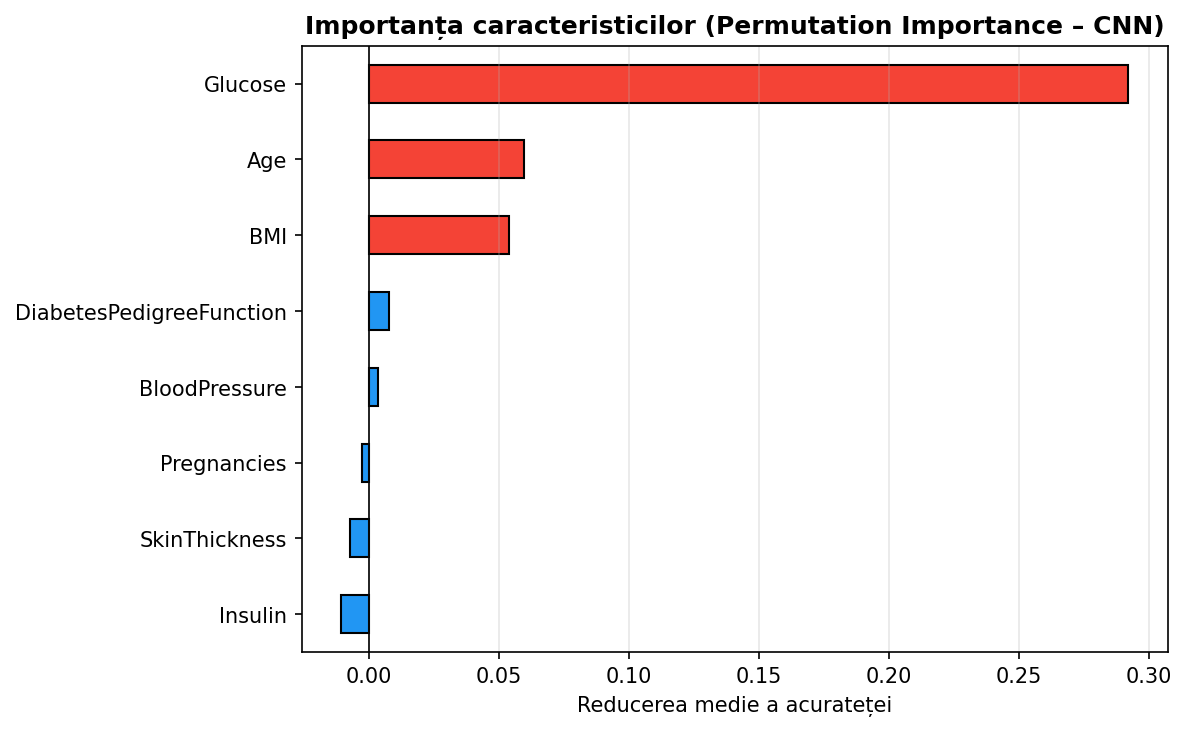 Importanța caracteristicilor (Permutation Importance – CNN)
Glucose
Age
BMI
DiabetesPedigreeFunction
BloodPressure
Pregnancies
SkinThickness
Insulin
0.00 0.05 0.10 0.15 0.20 0.25 0.30
Reducerea medie a acurateței